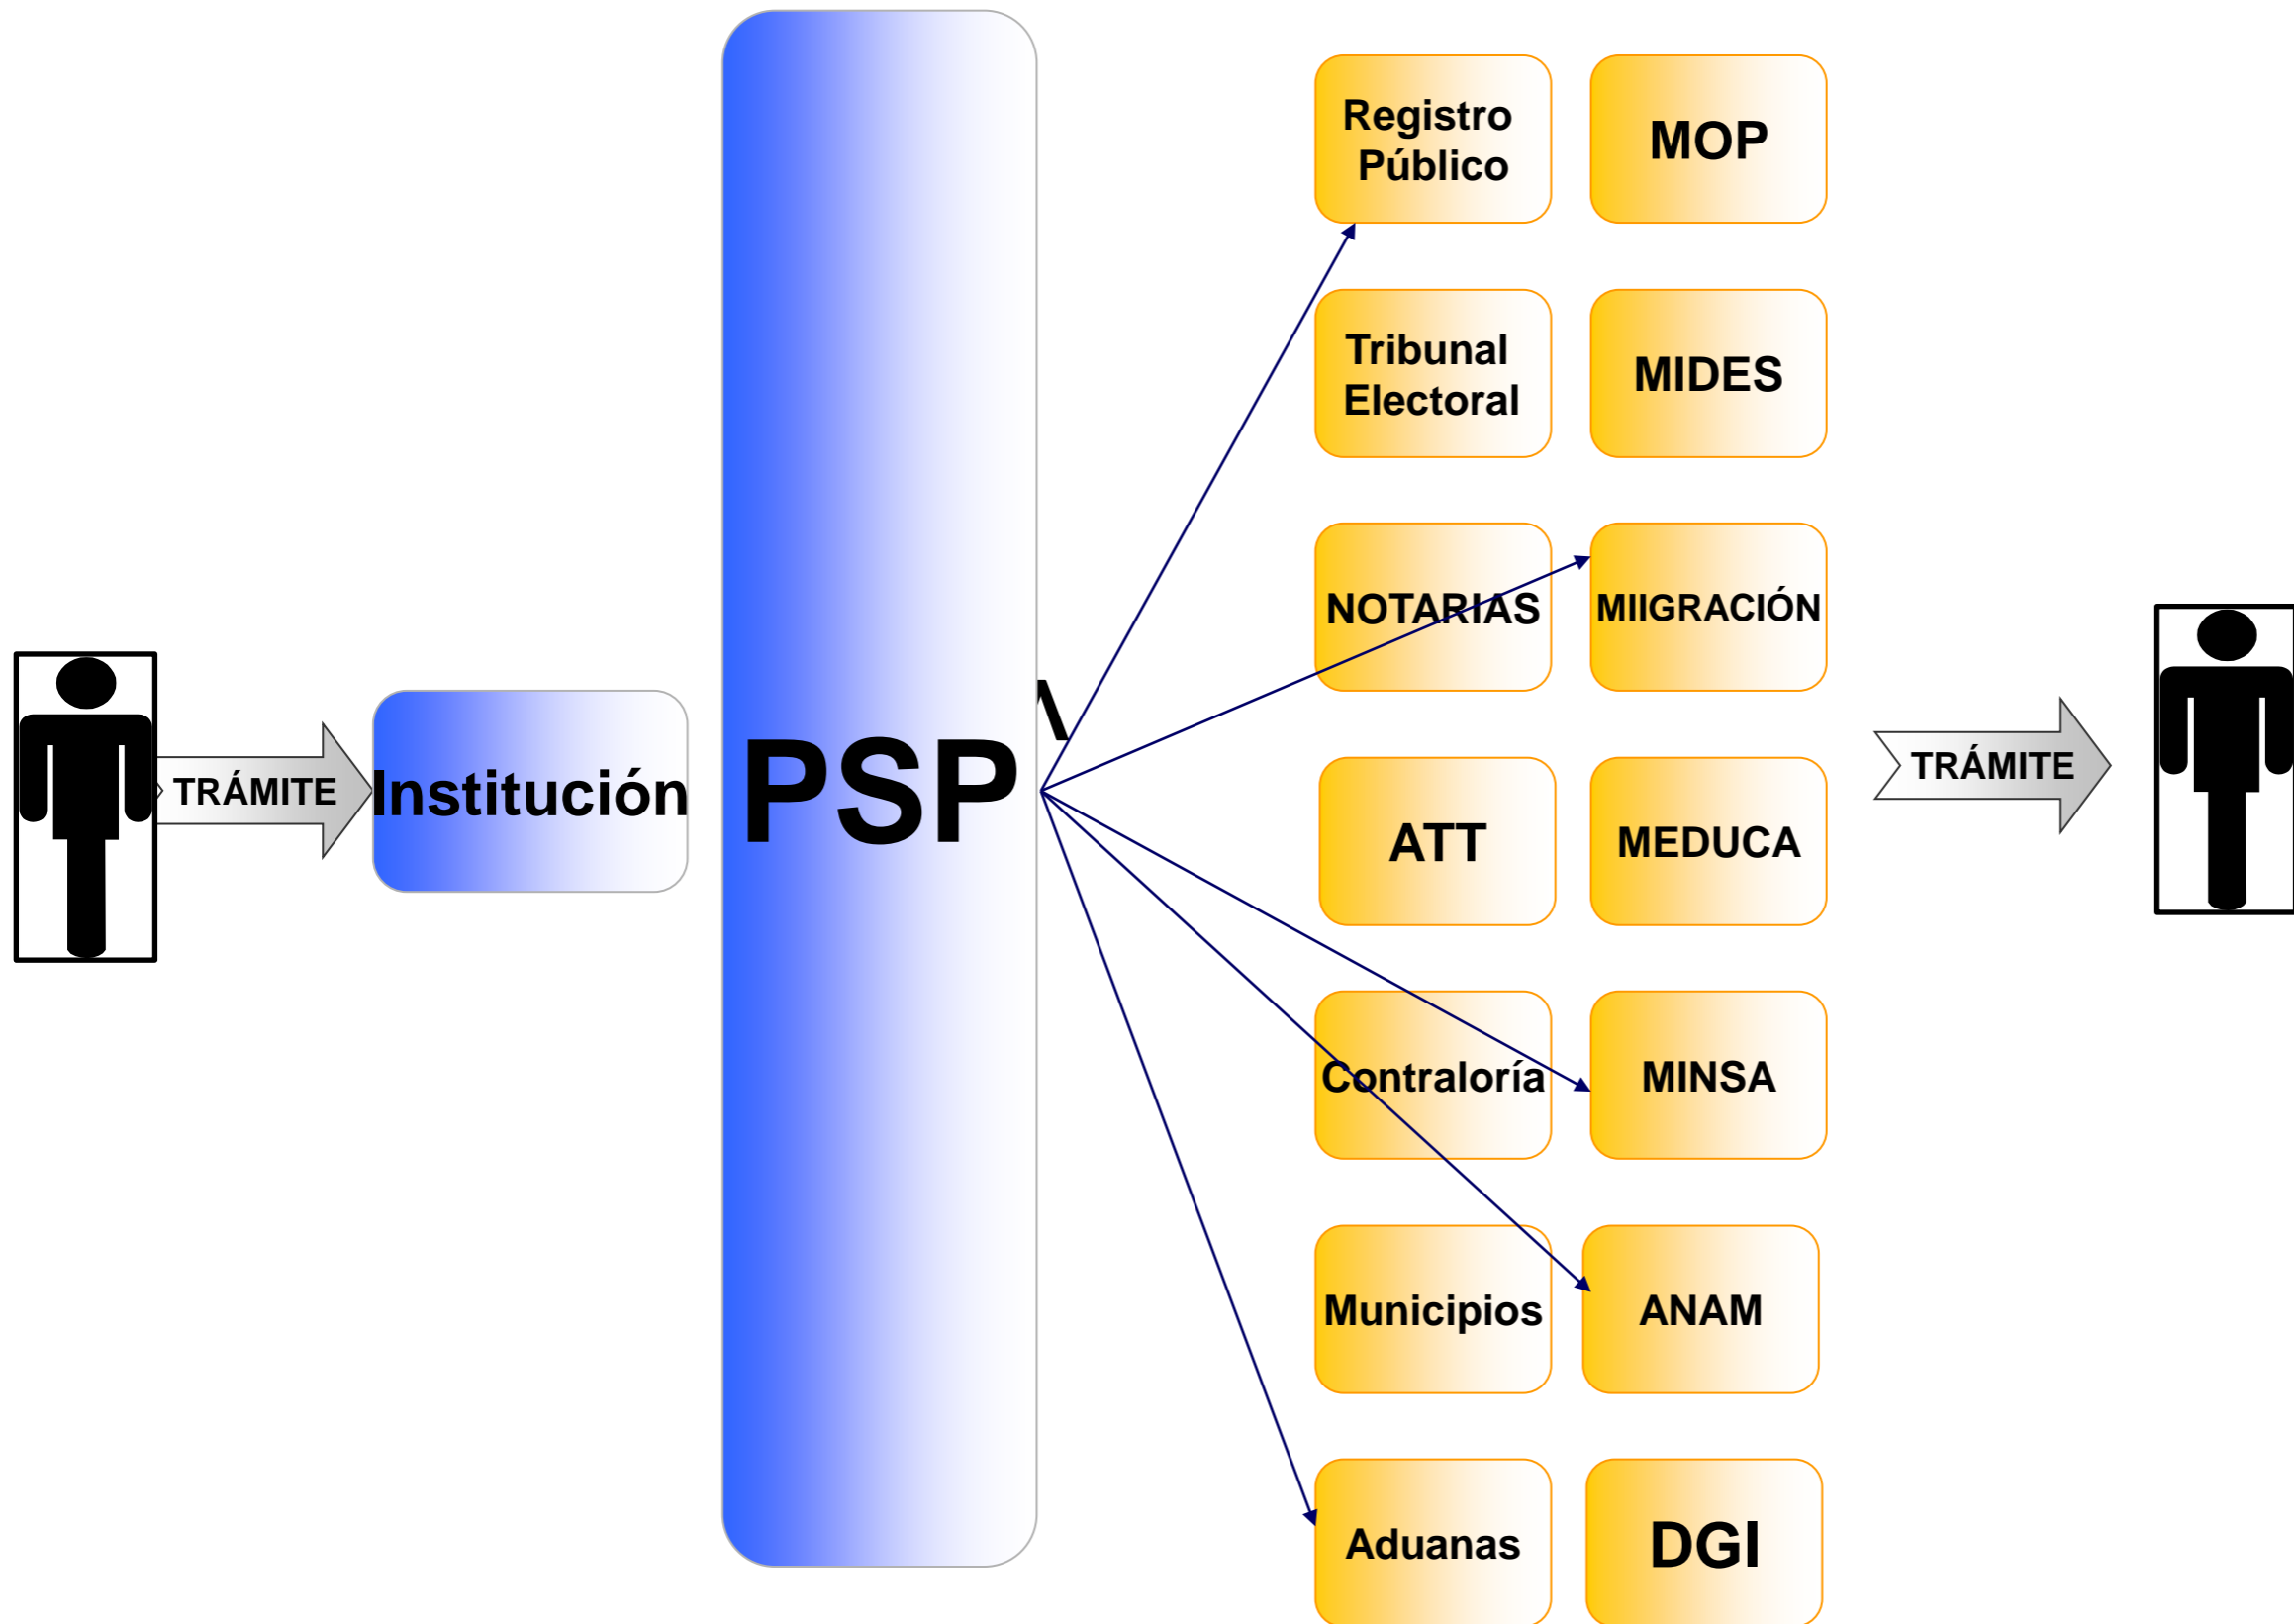 TRÁMITE
Institución
PSP
Registro
Público
MOP
Tribunal
Electoral
MIDES
NOTARIAS
MIIGRACIÓN
ATT
MEDUCA
Contraloría
MINSA
Municipios
ANAM
Aduanas
DGI
TRÁMITE